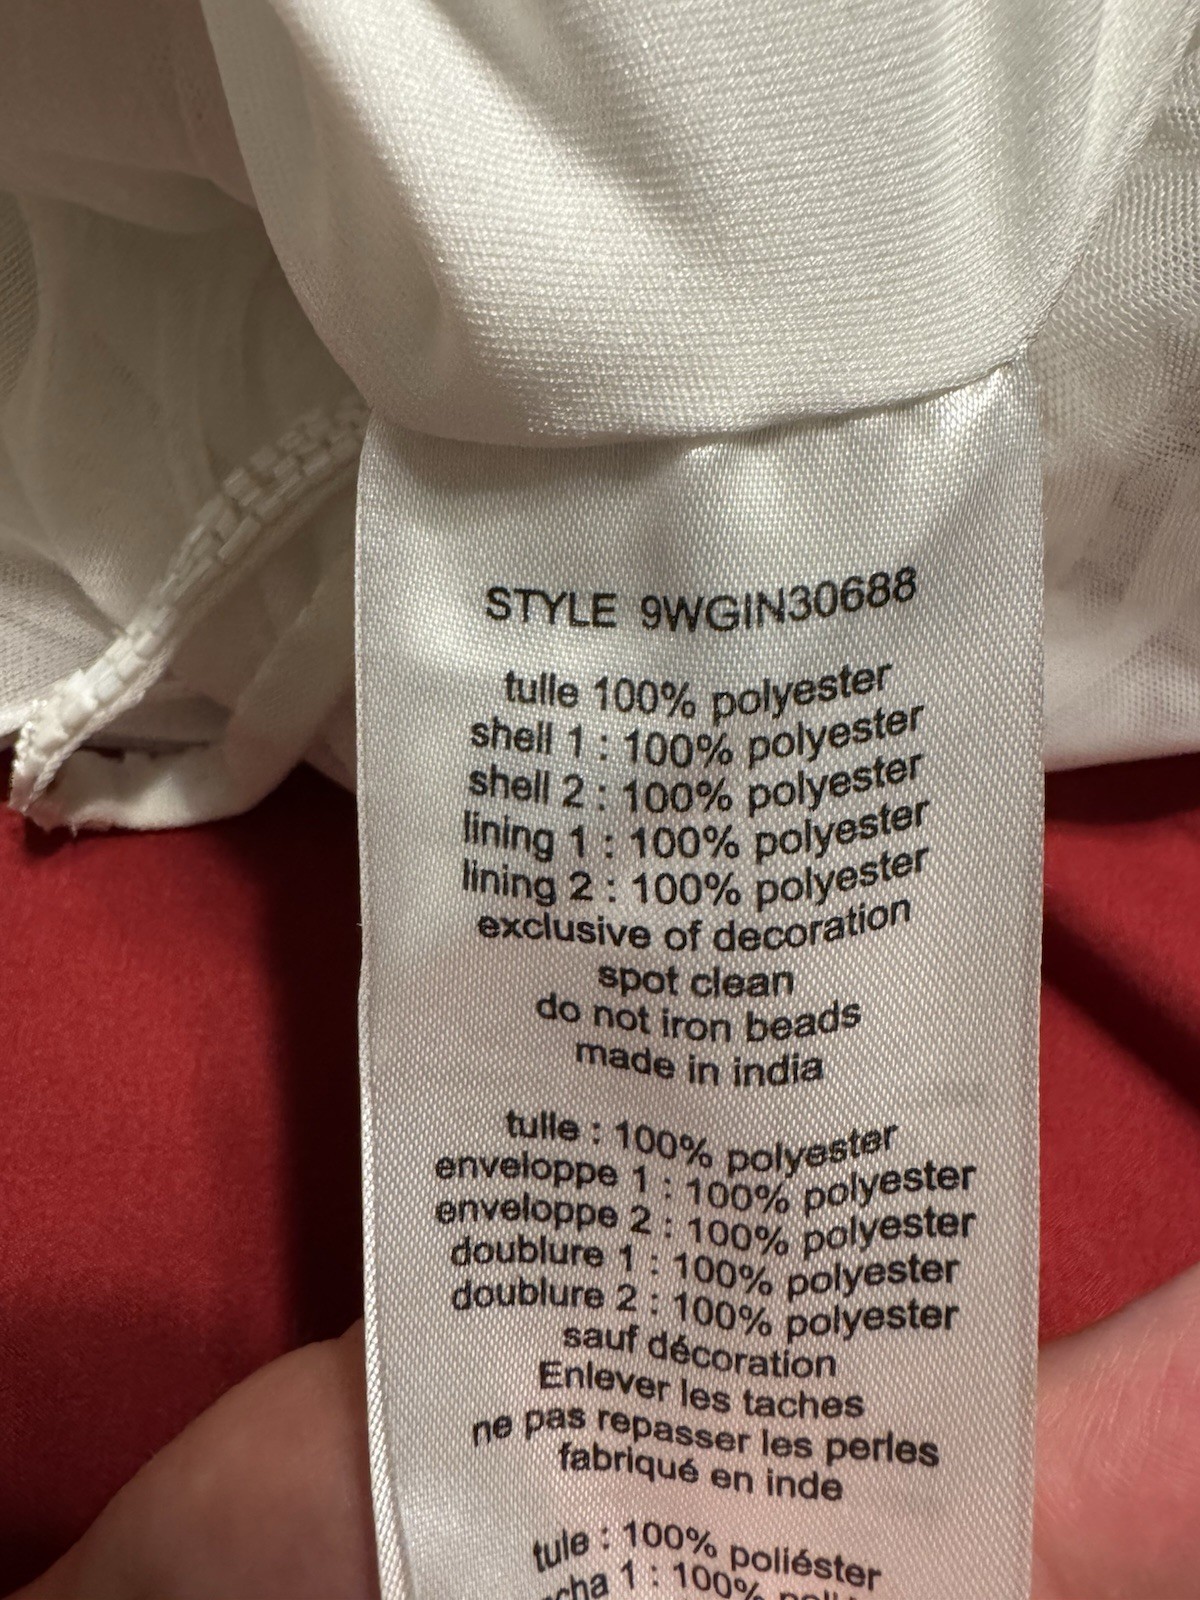 STYLE 9WGIN30688
tulle 100% polyester
shell 1 : 100% polyester
shell 2 : 100% polyester
lining 1 : 100% polyester
lining 2 : 100% polyester
exclusive of decoration
spot clean
do not iron beads
made in india
tulle : 100% polyester
enveloppe 1 : 100% polyester
enveloppe 2 : 100% polyester
doublure 1 : 100% polyester
doublure 2 : 100% polyester
sauf décoration
Enlever les taches
ne pas repasser les perles
fabriqué en inde
tule : 100% poliéster
1 : 100%